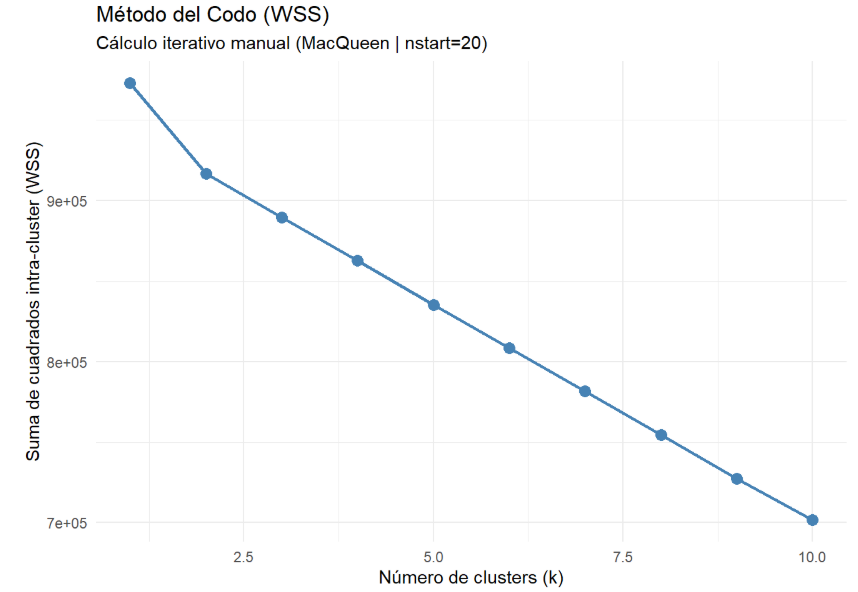 Método del Codo (WSS)
Cálculo iterativo manual (MacQueen | nstart=20)
Suma de cuadrados intra-cluster (WSS)
9e+05
8e+05
7e+05
2.5
5.0
7.5
10.0
Número de clusters (k)